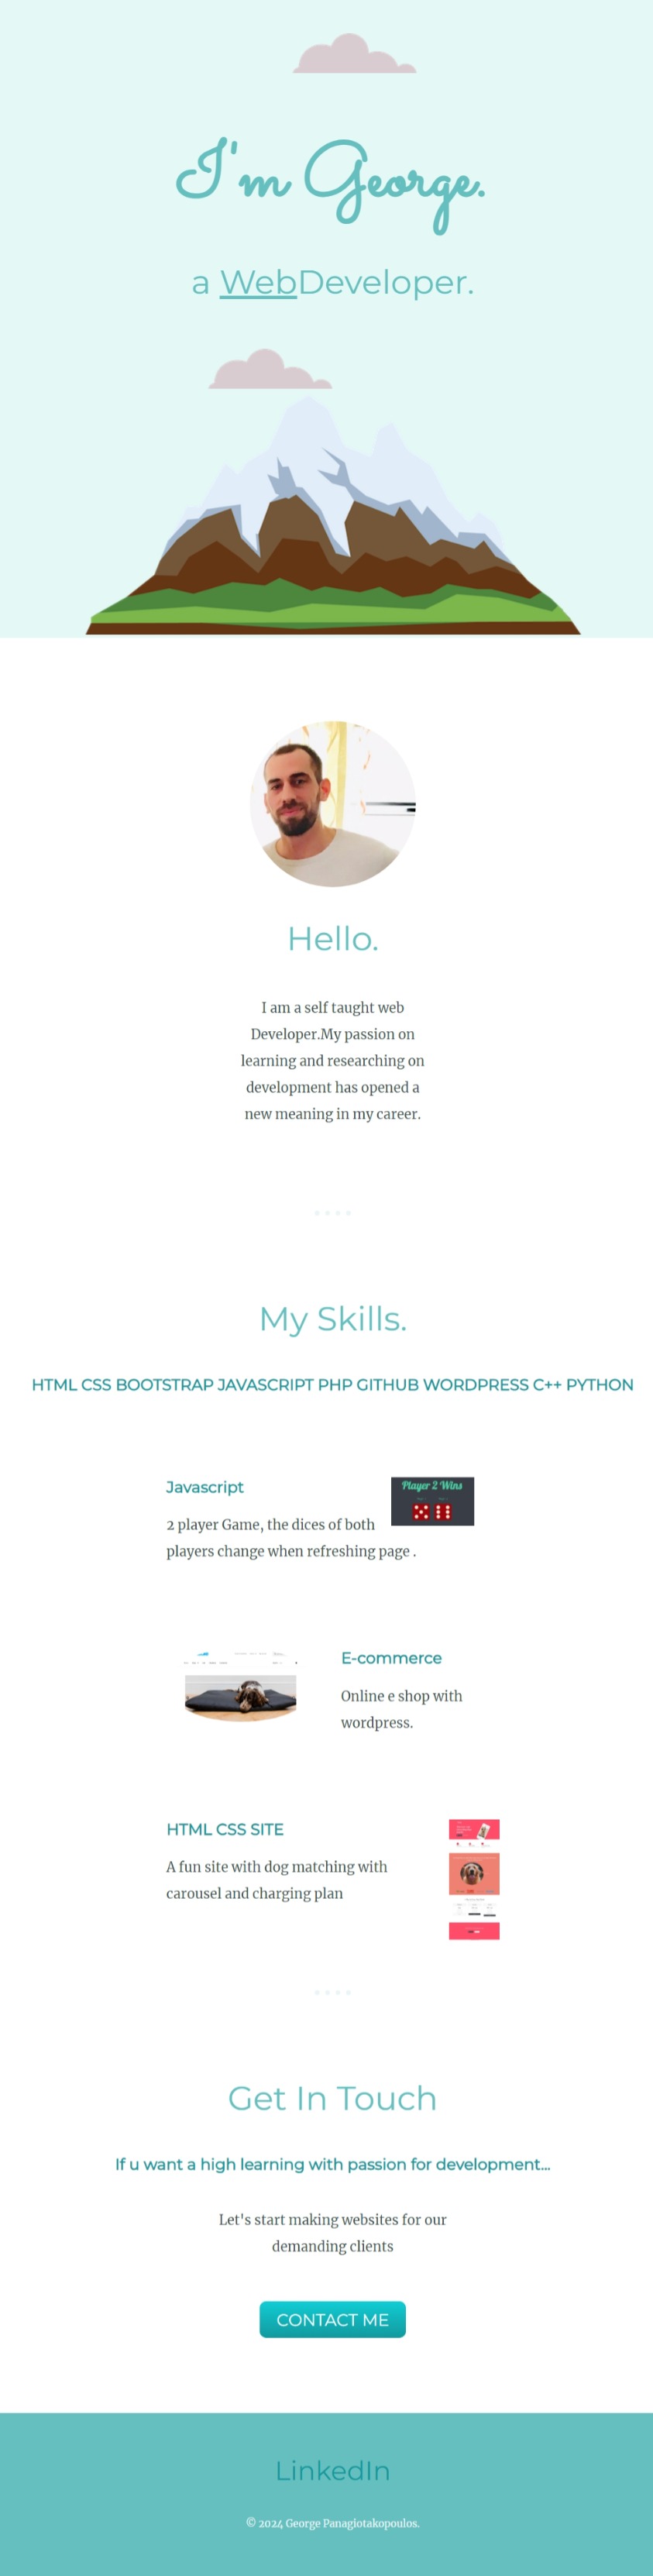 I'm George.
a WebDeveloper.
Hello.
I am a self taught web
Developer.My passion on
learning and researching on
development has opened a
new meaning in my career.
My Skills.
HTML CSS BOOTSTRAP JAVASCRIPT PHP GITHUB WORDPRESS C++ PYTHON
Javascript
Player 2 Wins
2 player Game, the dices of both
players change when refreshing page .
E-commerce
Online e shop with
wordpress.
HTML CSS SITE
A fun site with dog matching with
carousel and charging plan
Get In Touch
If u want a high learning with passion for development...
Let's start making websites for our
demanding clients
CONTACT ME
LinkedIn
© 2024 George Panagiotakopoulos.